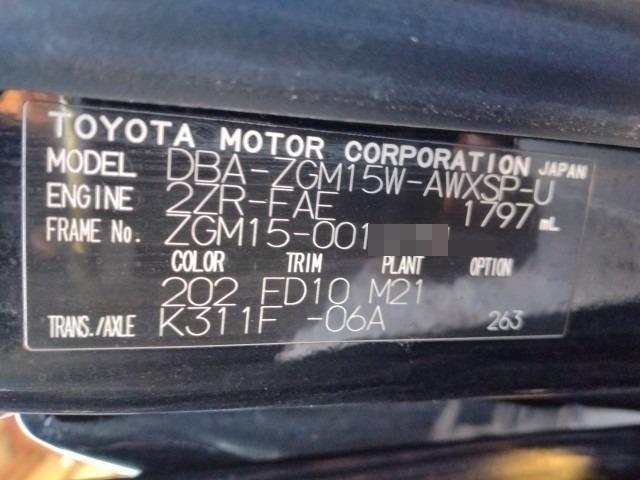 TOYOTA MOTOR CORPORATION JAPAN
MODEL DBA-ZGM15W-AWXSP-U
ENGINE 2ZR-FAE 1797 mL
FRAME No. ZGM15-001
COLOR TRIM PLANT OPTION
202 FD10 M21
TRANS./AXLE K311F -06A 263